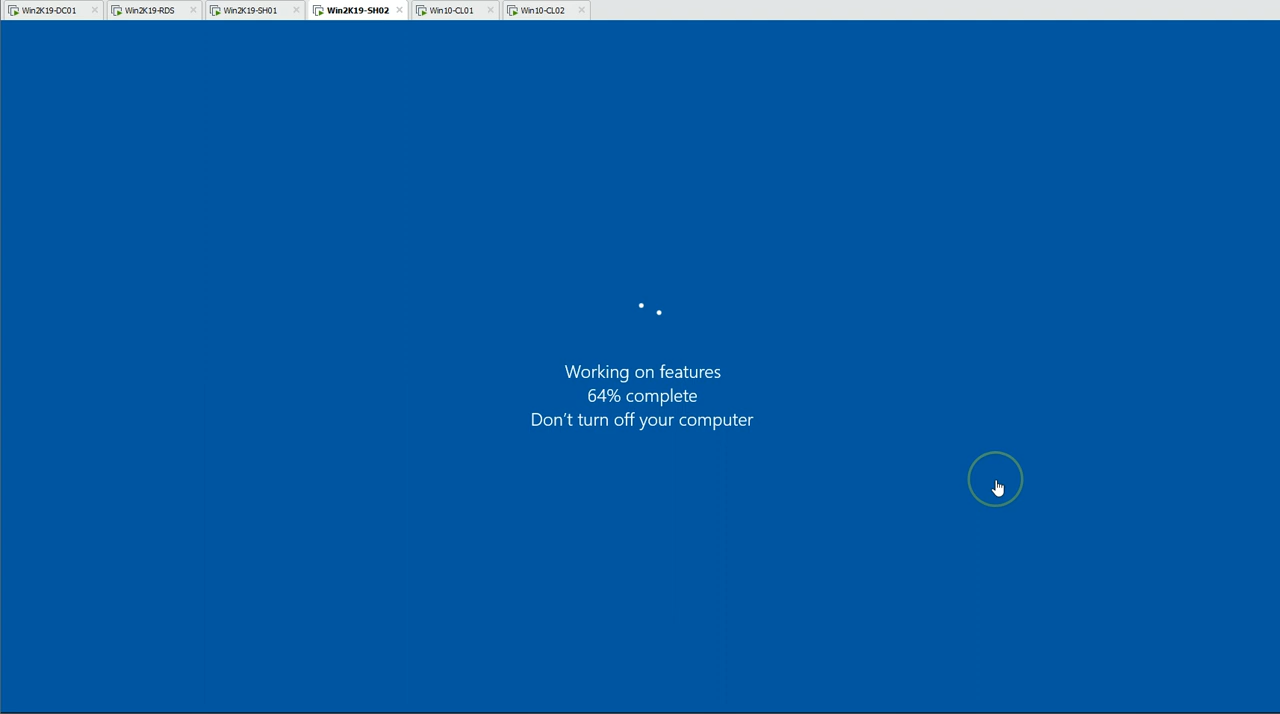 Win2K19-DC01
Win2K19-RDS
Win2K19-SH01
Win2K19-SH02
Win10-CL01
Win10-CL02
Working on features
64% complete
Don't turn off your computer